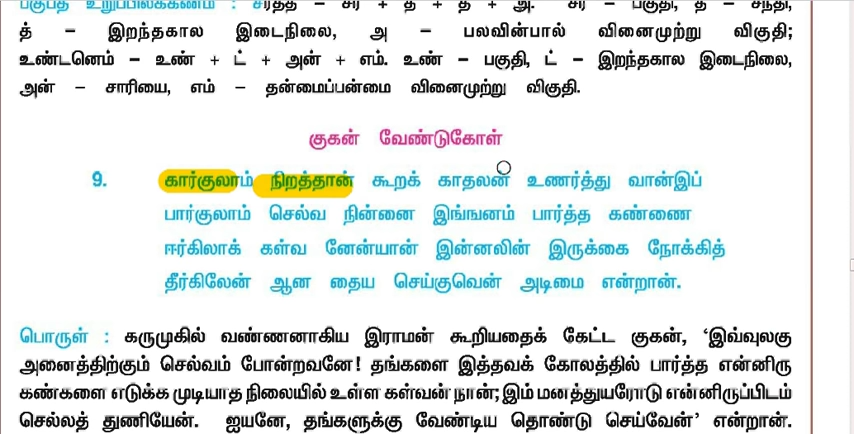 பகுபத உறுப்பிலக்கணம் : சீர்த்த – சீர் + த் + த் + அ. சீர் – பகுதி, த் – சந்தி,
த் – இறந்தகால இடைநிலை, அ – பலவின்பால் வினைமுற்று விகுதி;
உண்டனெம் – உண் + ட் + அன் + எம். உண் – பகுதி, ட் – இறந்தகால இடைநிலை,
அன் – சாரியை, எம் – தன்மைப்பன்மை வினைமுற்று விகுதி.
குகன் வேண்டுகோள்
9. கார்குலாம் நிறத்தான் கூறக் காதலன் உணர்த்து வான்இப்
பார்குலாம் செல்வ நின்னை இங்ஙனம் பார்த்த கண்ணை
ஈர்கிலாக் கள்வ னேன்யான் இன்னலின் இருக்கை நோக்கித்
தீர்கிலேன் ஆன தைய செய்குவென் அடிமை என்றான்.
பொருள் : கருமுகில் வண்ணனாகிய இராமன் கூறியதைக் கேட்ட குகன், ‘இவ்வுலகு
அனைத்திற்கும் செல்வம் போன்றவனே! தங்களை இத்தவக் கோலத்தில் பார்த்த என்னிரு
கண்களை எடுக்க முடியாத நிலையில் உள்ள கள்வன் நான்; இம் மனத்துயரோடு என்னிருப்பிடம்
செல்லத் துணியேன். ஐயனே, தங்களுக்கு வேண்டிய தொண்டு செய்வேன்’ என்றான்.